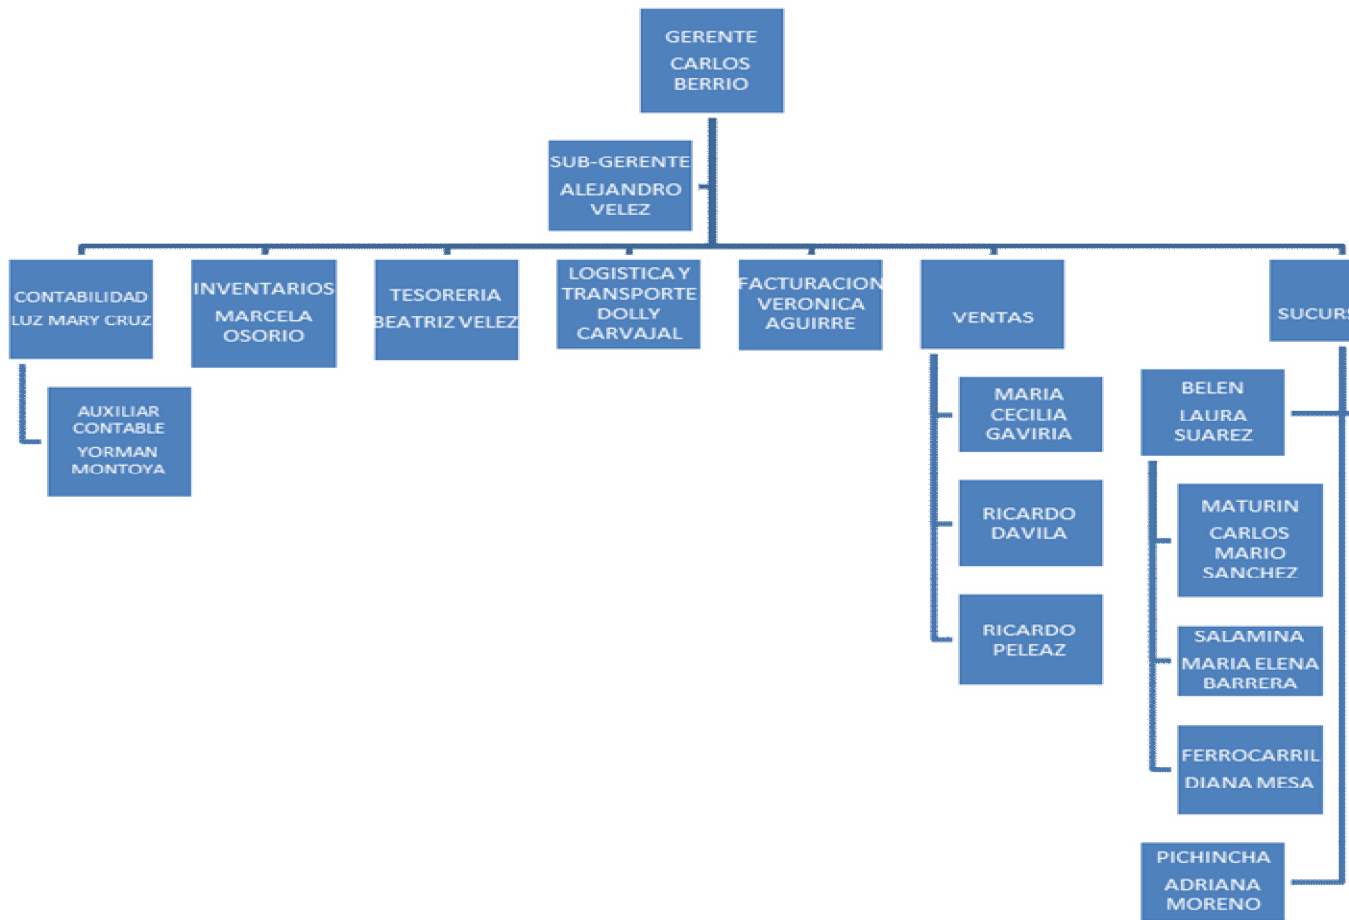 GERENTE
CARLOS
BERRIO
SUB-GERENTE
ALEJANDRO
VELEZ
CONTABILIDAD
LUZ MARY CRUZ
AUXILIAR
CONTABLE
YORMAN
MONTOYA
INVENTARIOS
MARCELA
OSORIO
TESORERIA
BEATRIZ VELEZ
LOGISTICA Y
TRANSPORTE
DOLLY
CARVAJAL
FACTURACION
VERONICA
AGUIRRE
VENTAS
MARIA
CECILIA
GAVIRIA
RICARDO
DAVILA
RICARDO
PELEAZ
SUCURS
BELEN
LAURA
SUAREZ
MATURIN
CARLOS
MARIO
SANCHEZ
SALAMINA
MARIA ELENA
BARRERA
FERROCARRIL
DIANA MESA
PICHINCHA
ADRIANA
MORENO